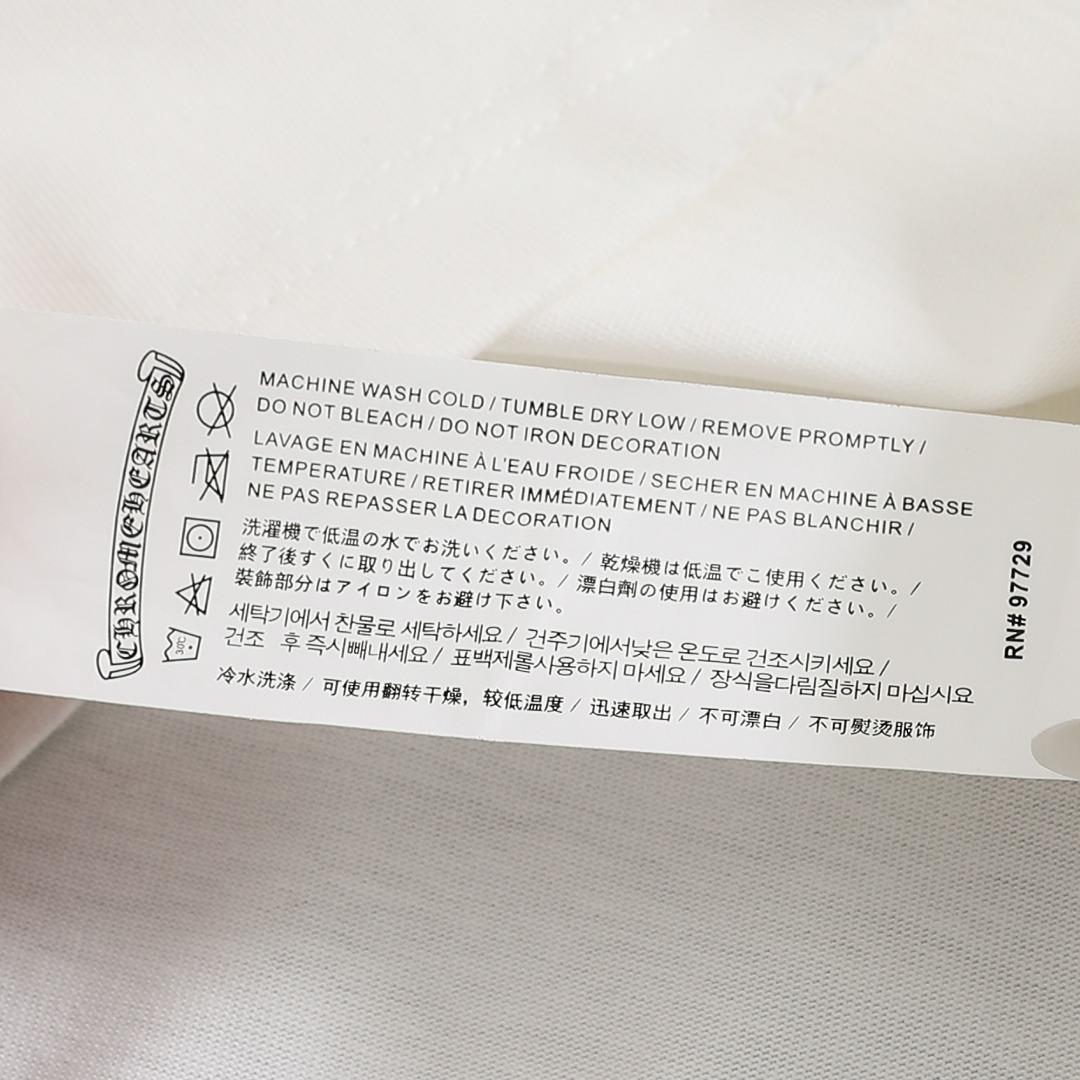 CHROME HEARTS
MACHINE WASH COLD / TUMBLE DRY LOW / REMOVE PROMPTLY /
DO NOT BLEACH / DO NOT IRON DECORATION
LAVAGE EN MACHINE À L'EAU FROIDE / SECHER EN MACHINE À BASSE
TEMPERATURE / RETIRER IMMÉDIATEMENT / NE PAS BLANCHIR /
NE PAS REPASSER LA DECORATION
洗濯機で低温の水でお洗いください。/ 乾燥機は低温でご使用ください。/
終了後すぐに取り出してください。/ 漂白劑の使用はお避けください。/
裝飾部分はアイロンをお避け下さい。
세탁기에서 찬물로 세탁하세요 / 건주기에서낮은 온도로 건조시키세요 /
건조 후 즉시빼내세요 / 표백제롤사용하지 마세요 / 장식을다림질하지 마십시요
冷水洗涤 / 可使用翻转干燥，较低温度 / 迅速取出 / 不可漂白 / 不可熨烫服饰
30°C
RN# 97729